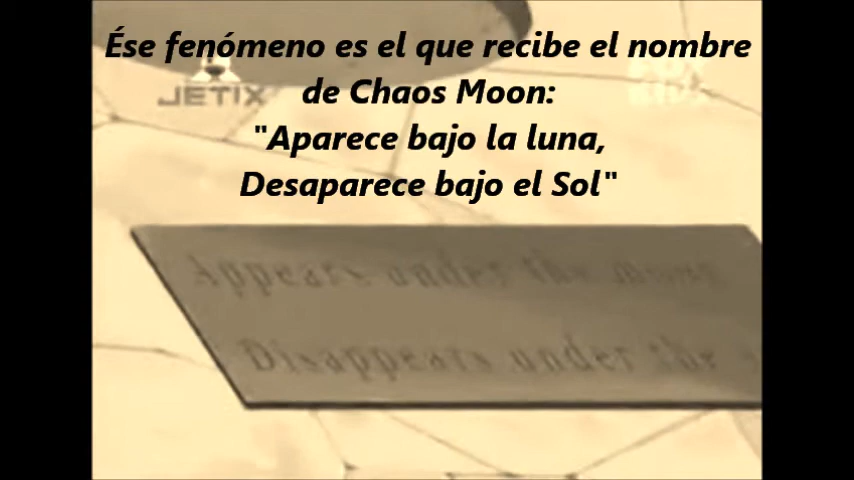 Ése fenómeno es el que recibe el nombre
JETIX
de Chaos Moon:
"Aparece bajo la luna,
Desaparece bajo el Sol"
Appears under the moon
Disappears under the